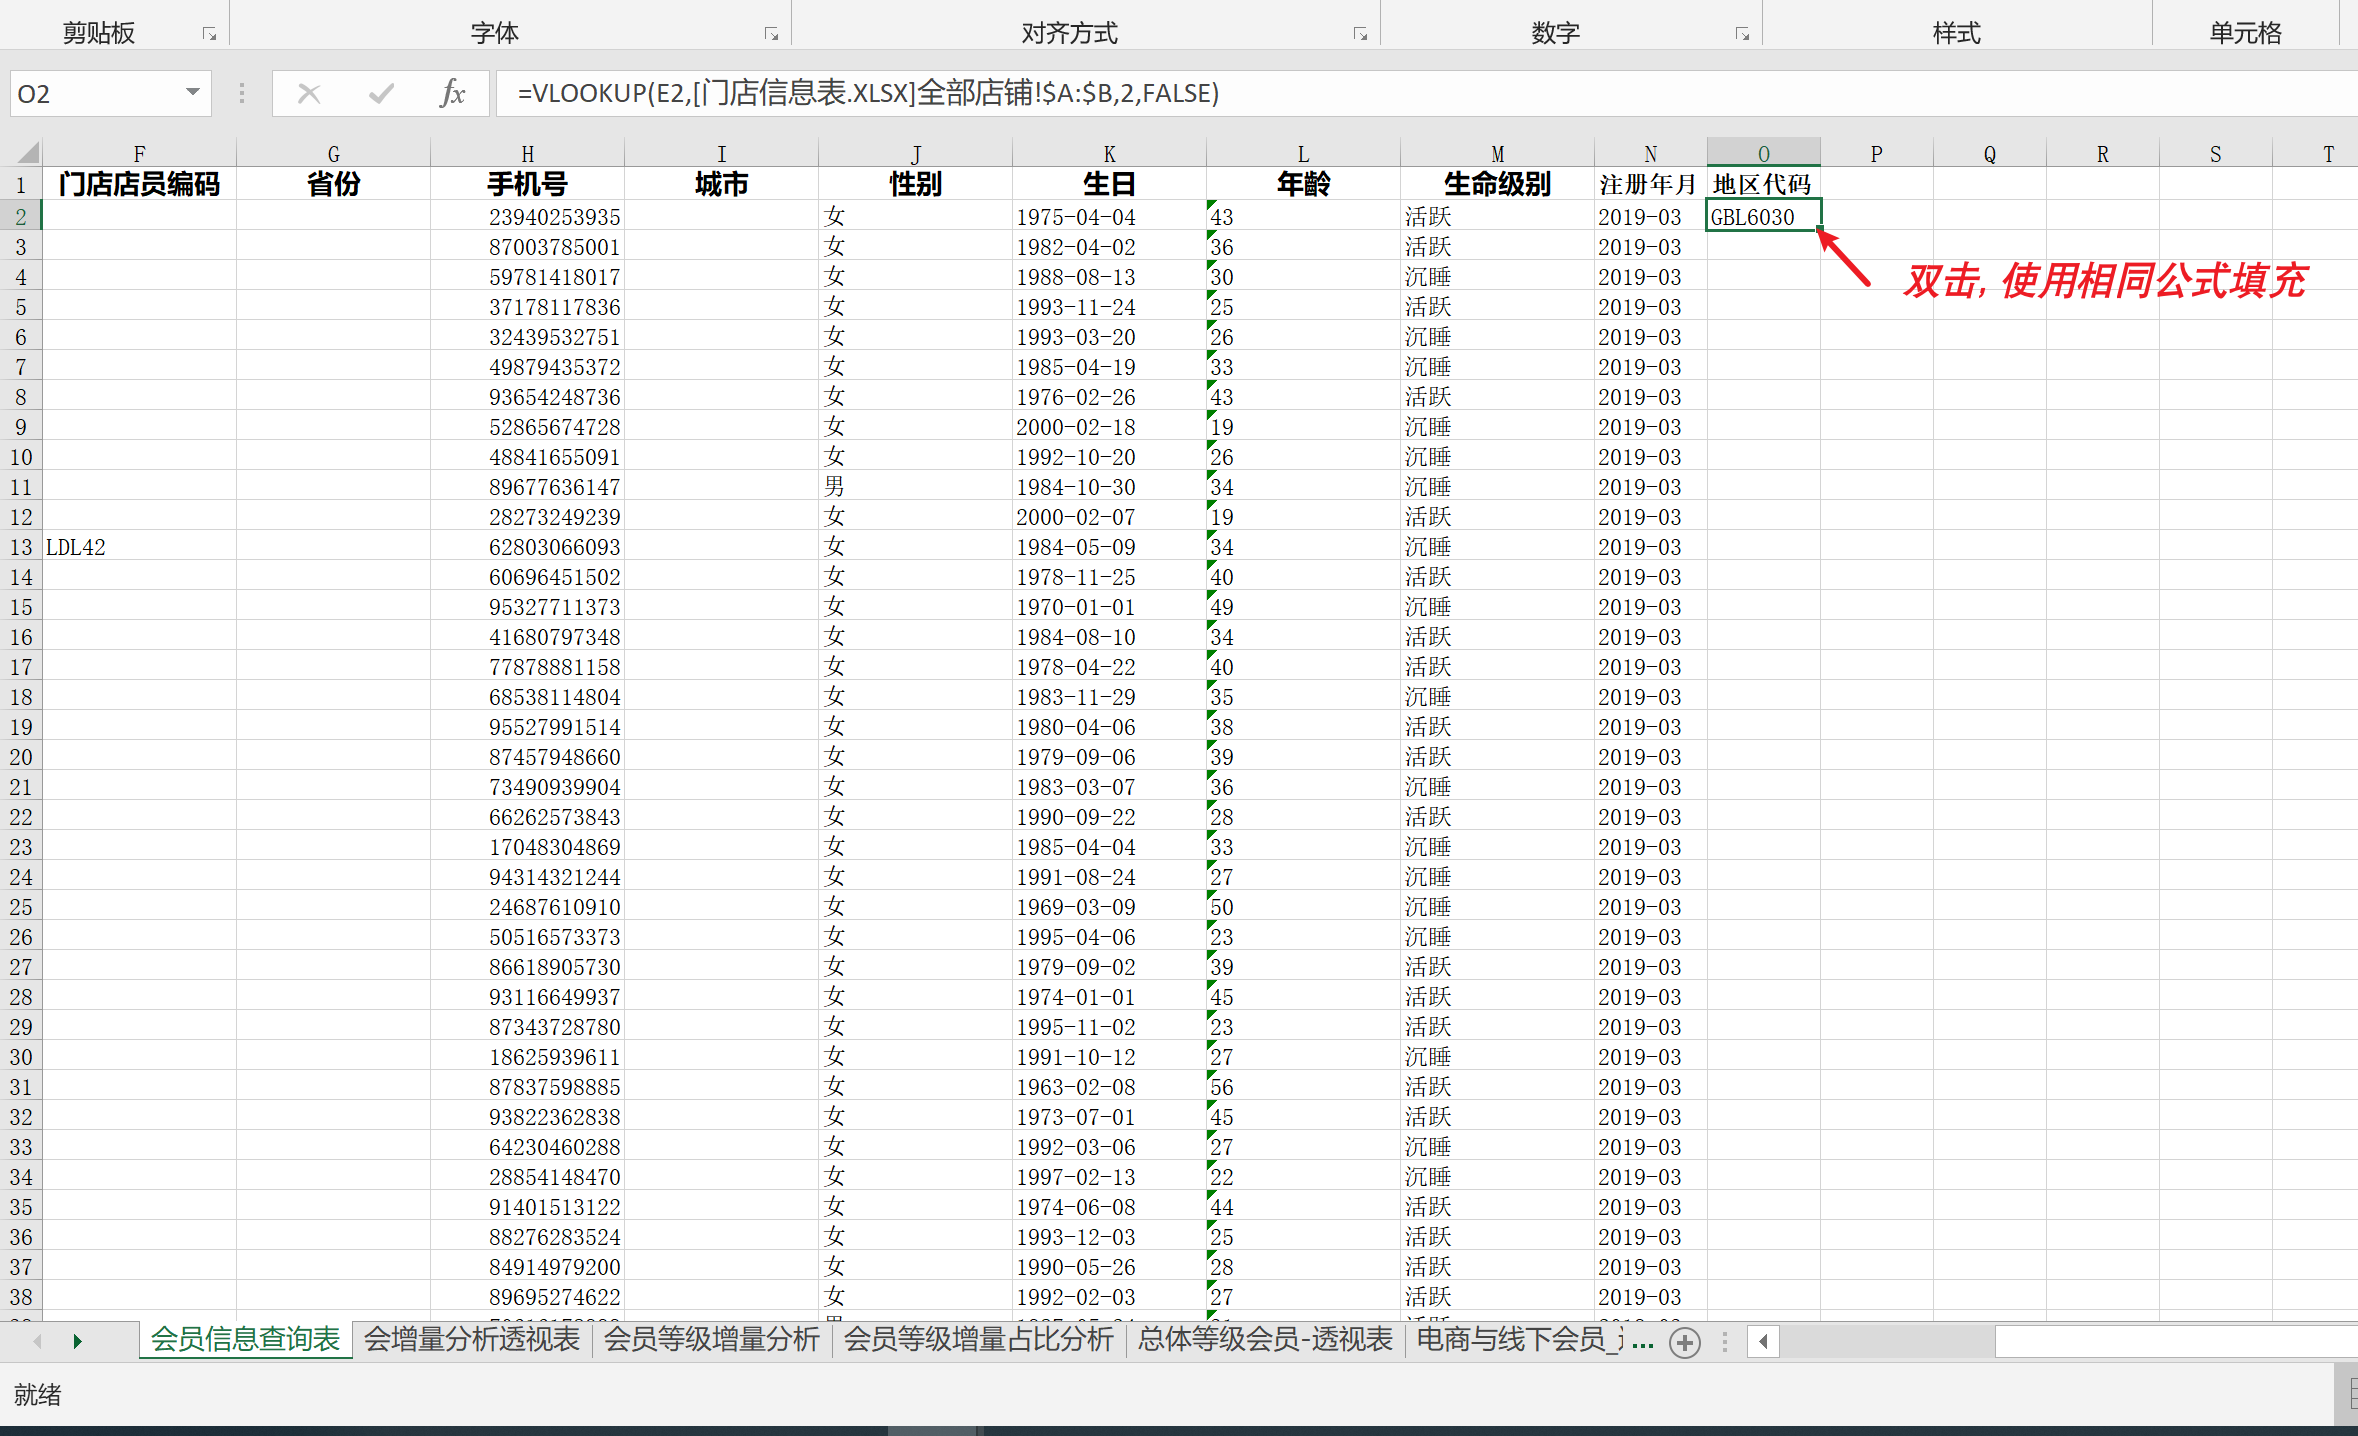 剪贴板 字体 对齐方式 数字 样式 单元格
O2 fx =VLOOKUP(E2,[门店信息表.XLSX]全部店铺!$A:$B,2,FALSE)
F G H I J K L M N O P Q R S T
1 门店店员编码 省份 手机号 城市 性别 生日 年龄 生命级别 注册年月 地区代码
2 23940253935 女 1975-04-04 43 活跃 2019-03 GBL6030
3 87003785001 女 1982-04-02 36 活跃 2019-03
双击, 使用相同公式填充
4 59781418017 女 1988-08-13 30 沉睡 2019-03
5 37178117836 女 1993-11-24 25 活跃 2019-03
6 32439532751 女 1993-03-20 26 沉睡 2019-03
7 49879435372 女 1985-04-19 33 沉睡 2019-03
8 93654248736 女 1976-02-26 43 活跃 2019-03
9 52865674728 女 2000-02-18 19 沉睡 2019-03
10 48841655091 女 1992-10-20 26 沉睡 2019-03
11 89677636147 男 1984-10-30 34 沉睡 2019-03
12 28273249239 女 2000-02-07 19 活跃 2019-03
13 LDL42 62803066093 女 1984-05-09 34 沉睡 2019-03
14 60696451502 女 1978-11-25 40 活跃 2019-03
15 95327711373 女 1970-01-01 49 沉睡 2019-03
16 41680797348 女 1984-08-10 34 活跃 2019-03
17 77878881158 女 1978-04-22 40 活跃 2019-03
18 68538114804 女 1983-11-29 35 沉睡 2019-03
19 95527991514 女 1980-04-06 38 活跃 2019-03
20 87457948660 女 1979-09-06 39 活跃 2019-03
21 73490939904 女 1983-03-07 36 沉睡 2019-03
22 66262573843 女 1990-09-22 28 活跃 2019-03
23 17048304869 女 1985-04-04 33 沉睡 2019-03
24 94314321244 女 1991-08-24 27 沉睡 2019-03
25 24687610910 女 1969-03-09 50 沉睡 2019-03
26 50516573373 女 1995-04-06 23 沉睡 2019-03
27 86618905730 女 1979-09-02 39 活跃 2019-03
28 93116649937 女 1974-01-01 45 活跃 2019-03
29 87343728780 女 1995-11-02 23 活跃 2019-03
30 18625939611 女 1991-10-12 27 沉睡 2019-03
31 87837598885 女 1963-02-08 56 活跃 2019-03
32 93822362838 女 1973-07-01 45 活跃 2019-03
33 64230460288 女 1992-03-06 27 沉睡 2019-03
34 28854148470 女 1997-02-13 22 沉睡 2019-03
35 91401513122 女 1974-06-08 44 活跃 2019-03
36 88276283524 女 1993-12-03 25 活跃 2019-03
37 84914979200 女 1990-05-26 28 活跃 2019-03
38 89695274622 女 1992-02-03 27 活跃 2019-03
会员信息查询表 会增量分析透视表 会员等级增量分析 会员等级增量占比分析 总体等级会员-透视表 电商与线下会员_ ...
就绪